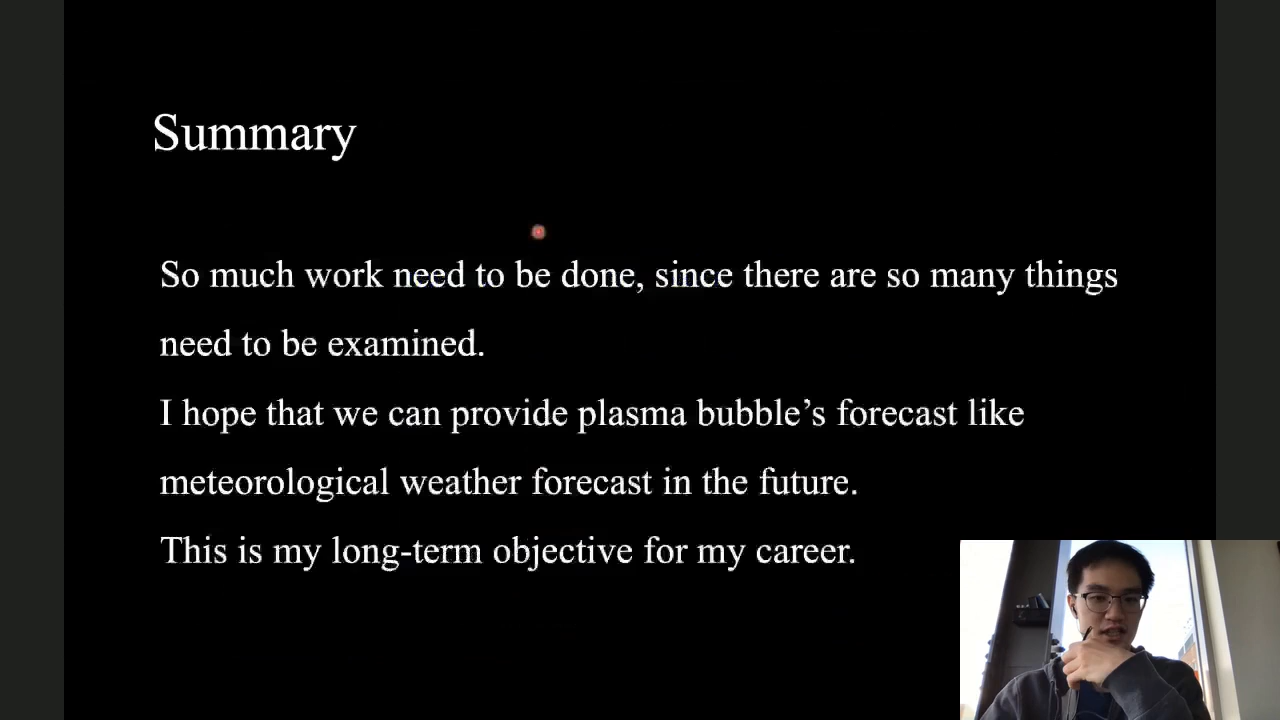 Summary
So much work need to be done, since there are so many things
need to be examined.
I hope that we can provide plasma bubble’s forecast like
meteorological weather forecast in the future.
This is my long-term objective for my career.